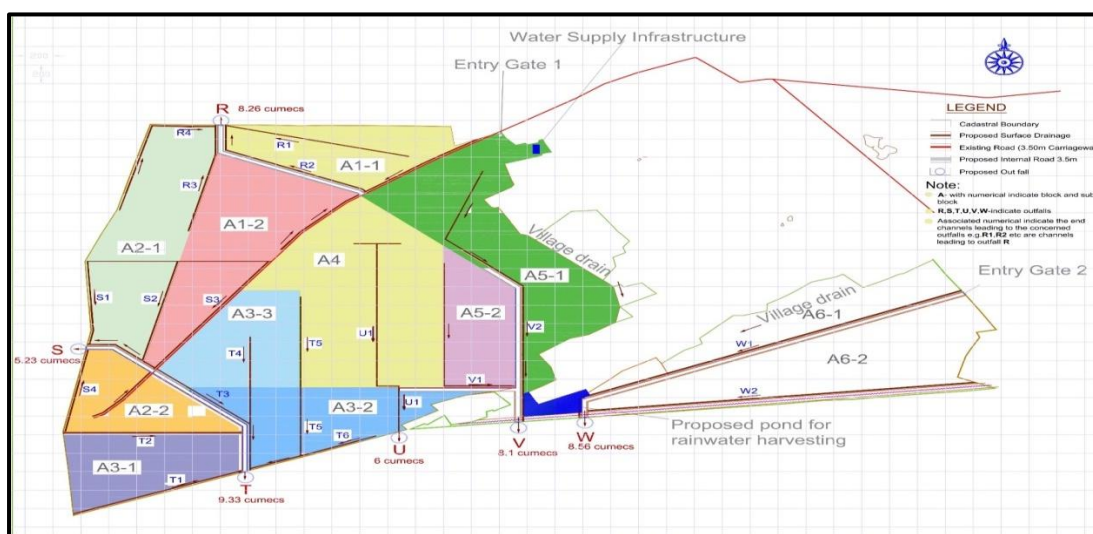 Water Supply Infrastructure
Entry Gate 1
R 8.26 cumecs
LEGEND
Cadastral Boundary
Proposed Surface Drainage
Existing Road (3.50m Carriagewa
Proposed Internal Road 3.5m
Proposed Out fall
Note:
A- with numerical indicate block and sub
block
R,S,T,U,V,W-indicate outfalls
Associated numerical indicate the end
channels leading to the concerned
outfalls e.g.R1,R2 etc are channels
leading to outfall R
R4
R1
R2
A1-1
R3
A1-2
A2-1
A4
Village drain
A5-1
Entry Gate 2
S1
S2
S3
A3-3
A5-2
Village drain
A6-1
T4
T5
U1
V2
W1
A6-2
S
5.23 cumecs
S4
T3
V1
W2
A2-2
A3-2
U1
T2
T5
T6
Proposed pond for
rainwater harvesting
U
6 cumecs
V
8.1 cumecs
W
8.56 cumecs
A3-1
T1
T
9.33 cumecs